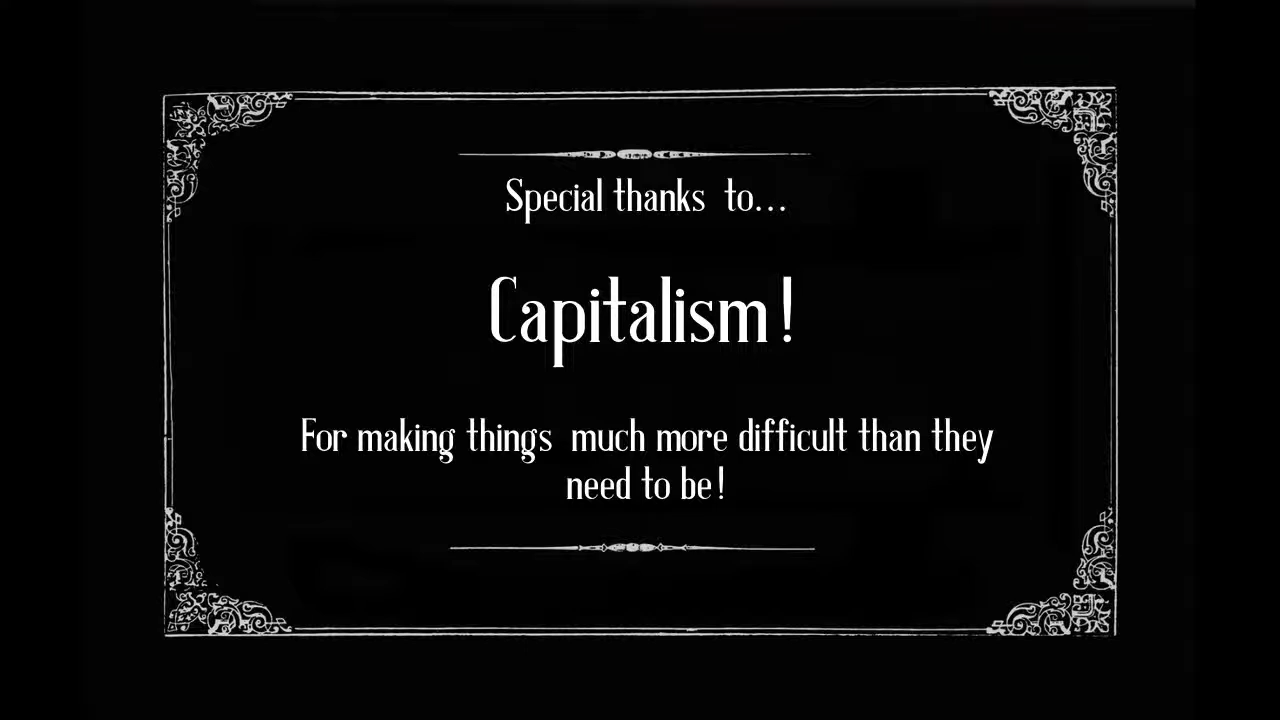 Special thanks to...
Capitalism!
For making things much more difficult than they
need to be!